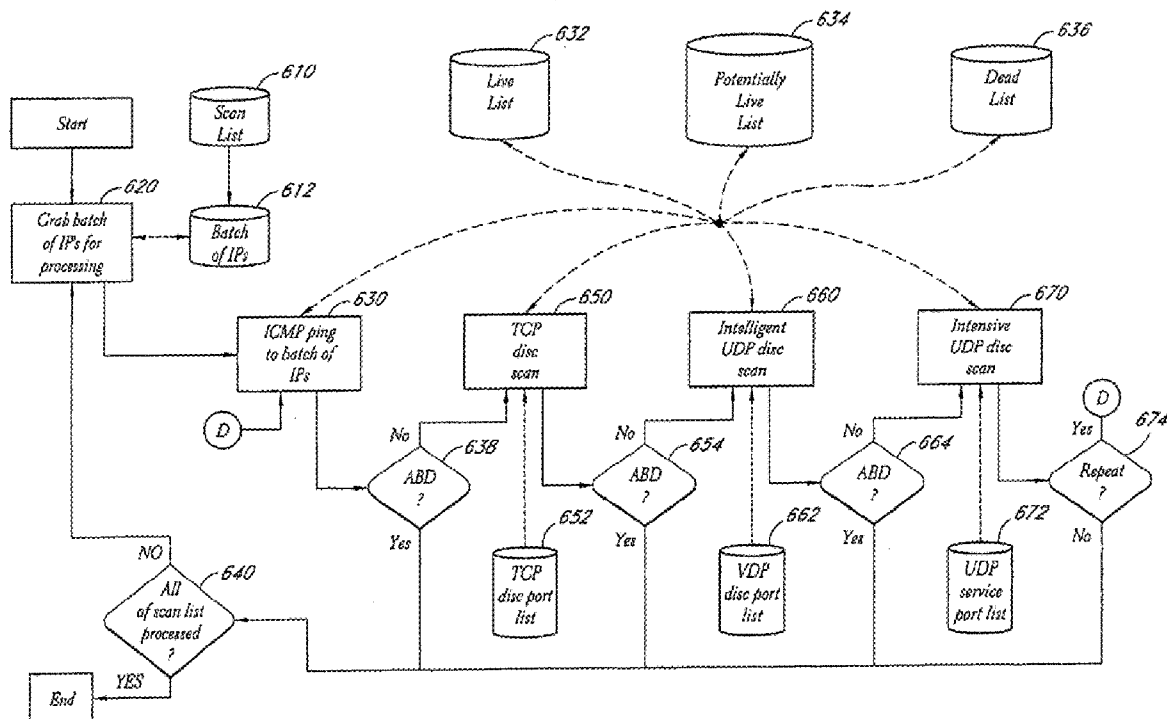 632
634
636
610
Live
List
Potentially
Live
List
Dead
List
Start
Scan
List
620
612
Grab batch
of IP's for
processing
Batch
of IPs
630
650
660
670
ICMP ping
to batch of
IPs
TCP
disc
scan
Intelligent
UDP disc
scan
Intensive
UDP disc
scan
D
D
No
638
No
654
No
664
Yes
674
ABD
?
ABD
?
ABD
?
Repeat
?
Yes
652
Yes
662
Yes
672
No
TCP
disc port
list
VDP
disc port
list
UDP
service
port list
NO
640
All
of scan list
processed
?
YES
End